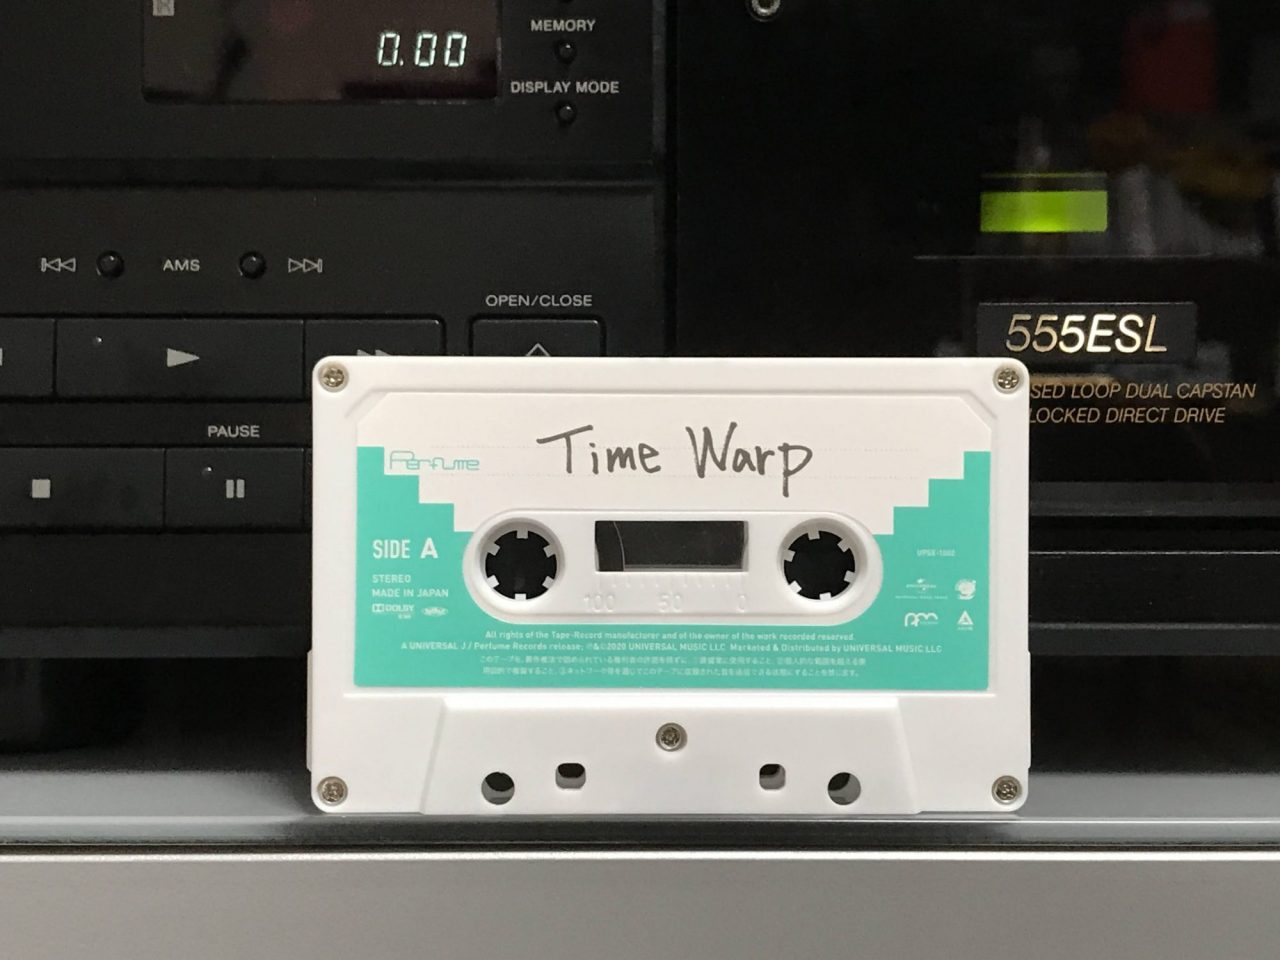 0.00
MEMORY
DISPLAY MODE
AMS
OPEN/CLOSE
PAUSE
555ESL
SED LOOP DUAL CAPSTAN
LOCKED DIRECT DRIVE
Perfume
Time Warp
SIDE A
STEREO
MADE IN JAPAN
DOLBY
UPSX-1002
UNIVERSAL
100 50 0
All rights of the Tape-Record manufacturer and of the owner of the work recorded reserved.
A UNIVERSAL J / Perfume Records release; ℗&©2020 UNIVERSAL MUSIC LLC Marketed & Distributed by UNIVERSAL MUSIC LLC